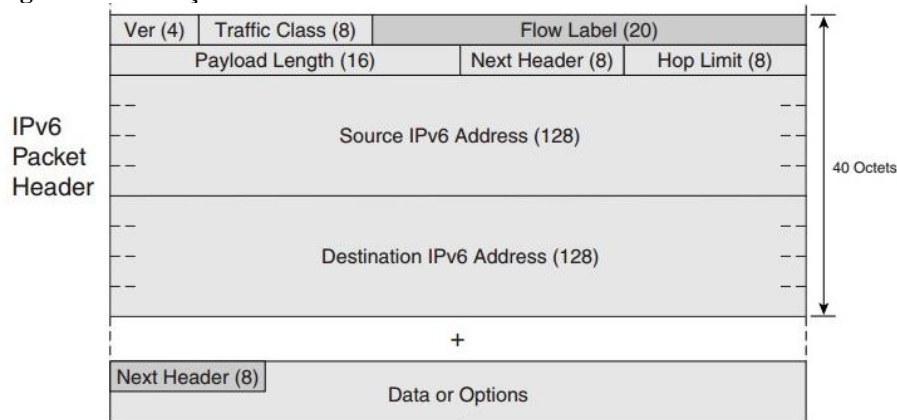 Ver (4) Traffic Class (8) Flow Label (20)
Payload Length (16) Next Header (8) Hop Limit (8)
IPv6
Packet
Header
Source IPv6 Address (128)
40 Octets
Destination IPv6 Address (128)
+
Next Header (8)
Data or Options